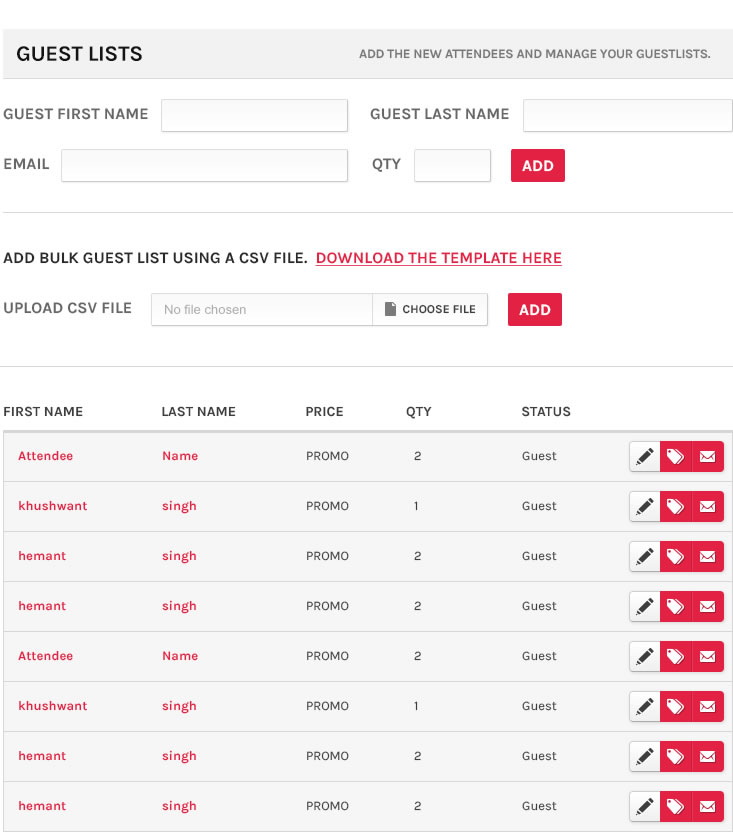 GUEST LISTS ADD THE NEW ATTENDEES AND MANAGE YOUR GUESTLISTS.
GUEST FIRST NAME GUEST LAST NAME
EMAIL QTY ADD
ADD BULK GUEST LIST USING A CSV FILE. DOWNLOAD THE TEMPLATE HERE
UPLOAD CSV FILE No file chosen CHOOSE FILE ADD
FIRST NAME LAST NAME PRICE QTY STATUS
Attendee Name PROMO 2 Guest
khushwant singh PROMO 1 Guest
hemant singh PROMO 2 Guest
hemant singh PROMO 2 Guest
Attendee Name PROMO 2 Guest
khushwant singh PROMO 1 Guest
hemant singh PROMO 2 Guest
hemant singh PROMO 2 Guest